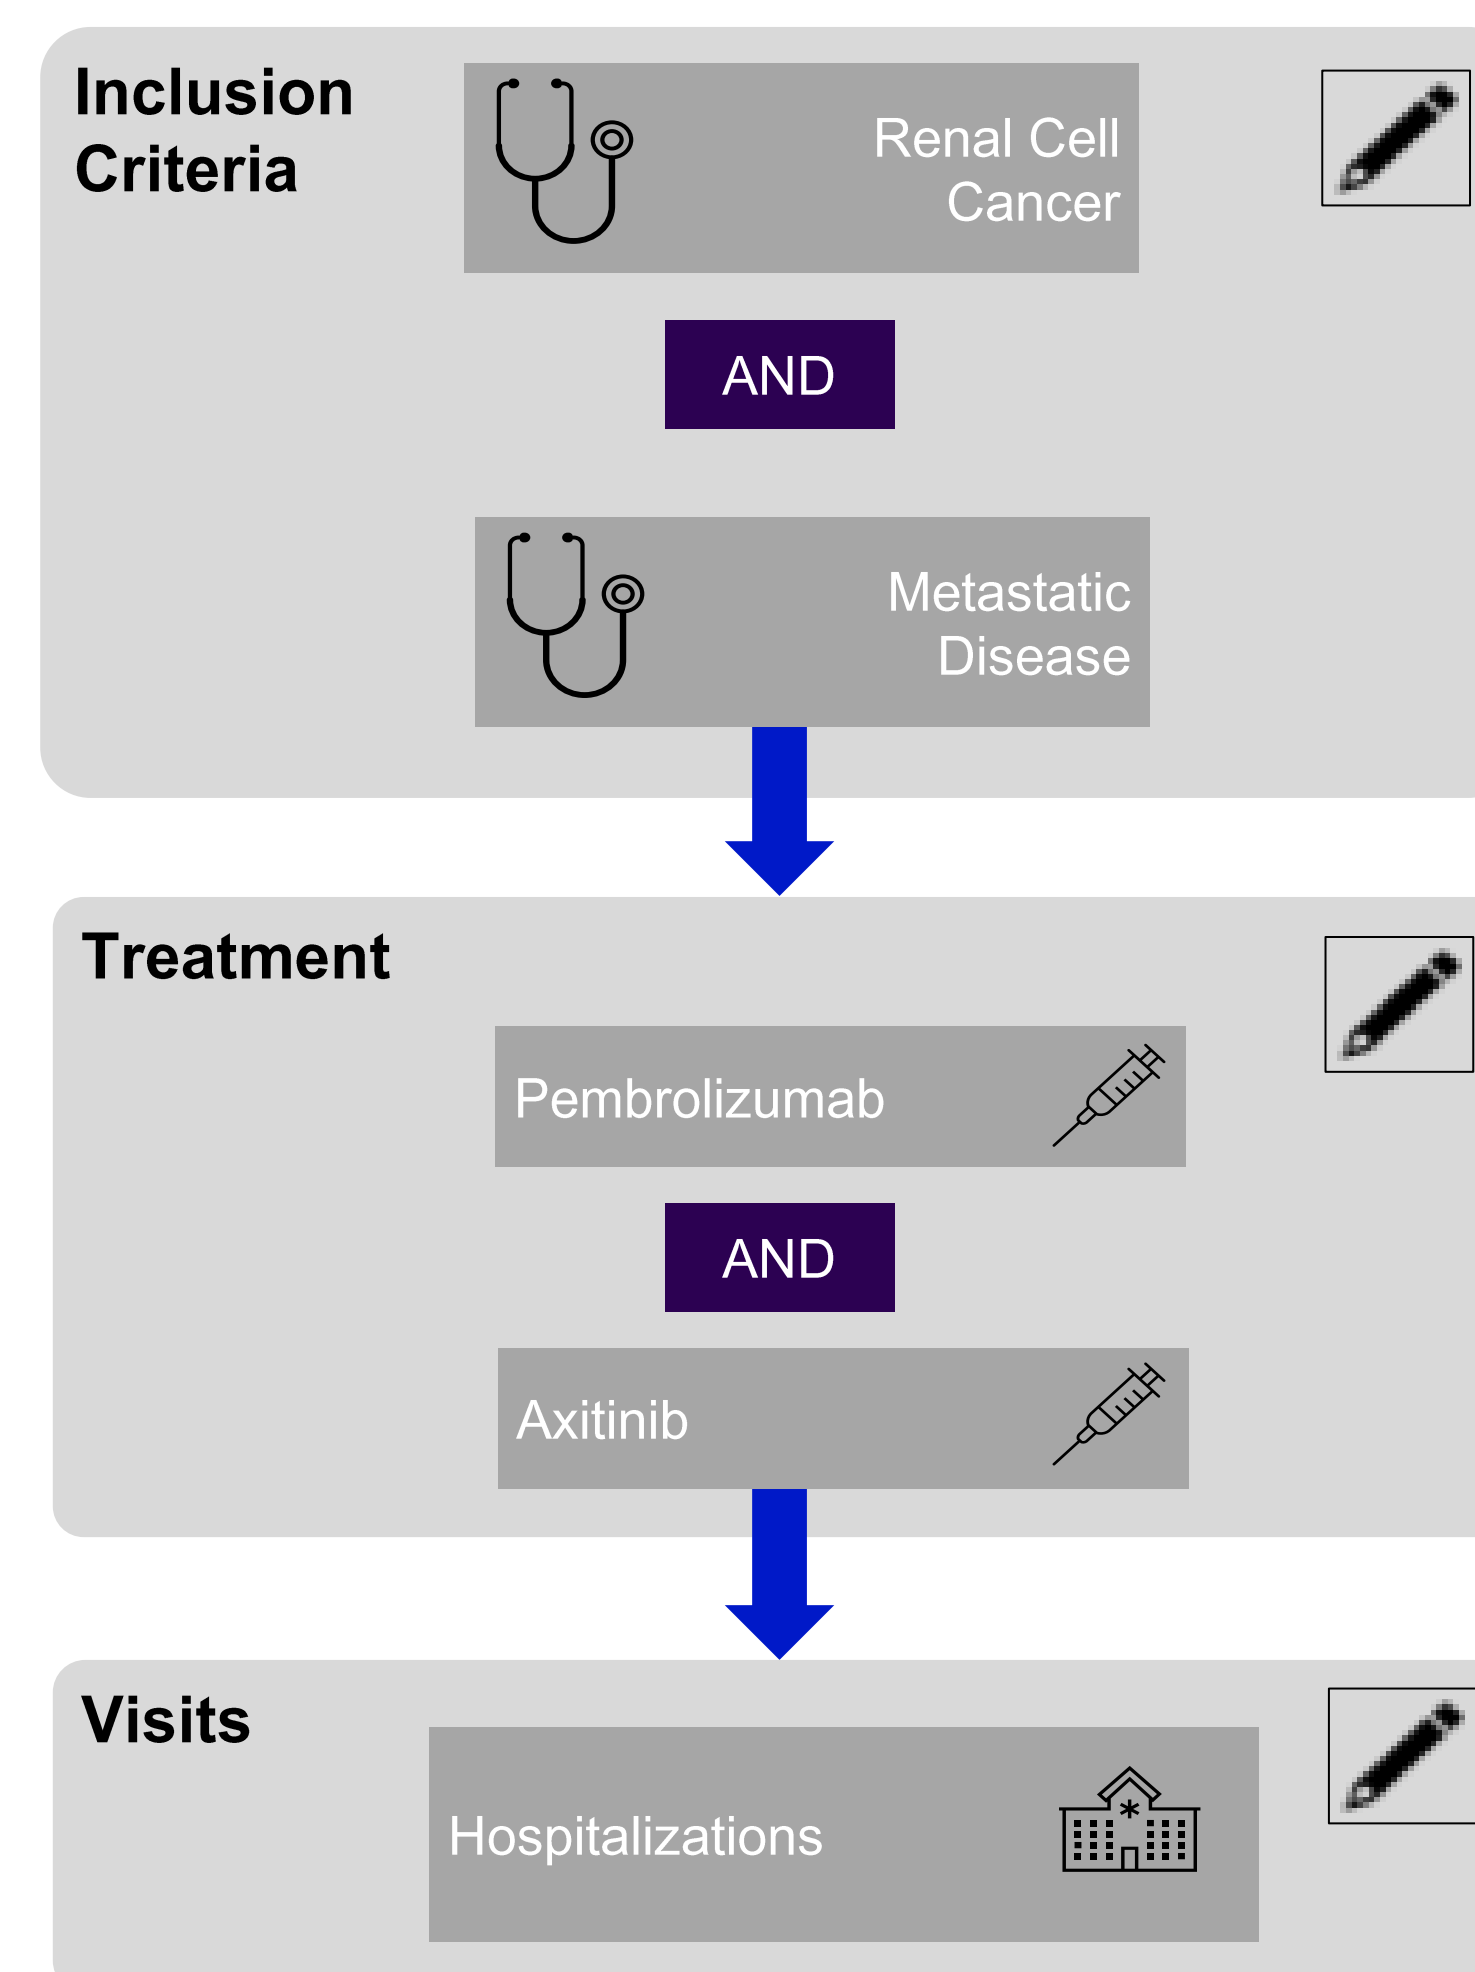 Inclusion
Criteria
Renal Cell
Cancer
AND
Metastatic
Disease
Treatment
Pembrolizumab
AND
Axitinib
Visits
Hospitalizations